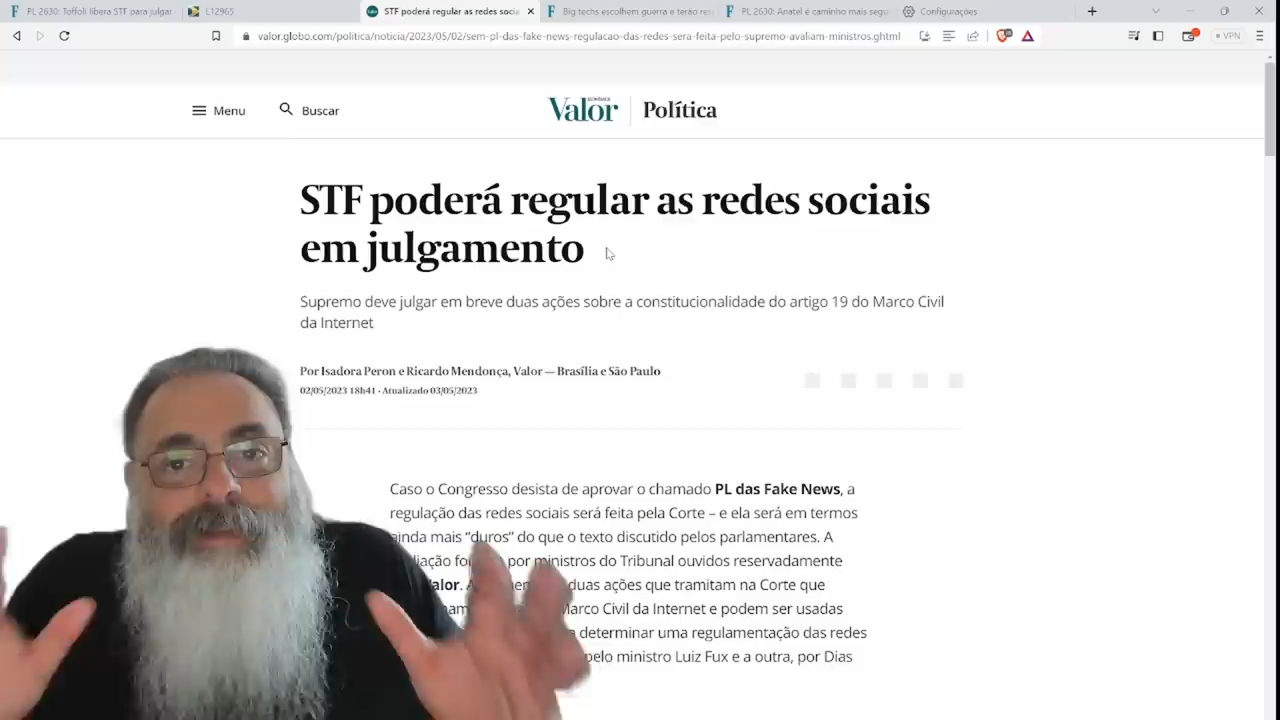 PL 2630: Toffoli libera STF para julgar
L12965
STF poderá regular as redes socia
Big techs escolhem guerra e terão res
PL 2630: Anatel é caminho mais segu
Configurações
valor.globo.com/politica/noticia/2023/05/02/sem-pl-das-fake-news-regulacao-das-redes-sera-feita-pelo-supremo-avaliam-ministros.ghtml
VPN
Menu
Buscar
Valor
ECONÔMICO
Política
STF poderá regular as redes sociais
em julgamento
Supremo deve julgar em breve duas ações sobre a constitucionalidade do artigo 19 do Marco Civil
da Internet
Por Isadora Peron e Ricardo Mendonça, Valor — Brasília e São Paulo
02/05/2023 18h41 · Atualizado 03/05/2023
Caso o Congresso desista de aprovar o chamado PL das Fake News, a
regulação das redes sociais será feita pela Corte – e ela será em termos
ainda mais “duros” do que o texto discutido pelos parlamentares. A
por ministros do Tribunal ouvidos reservadamente
alor. duas ações que tramitam na Corte que
Marco Civil da Internet e podem ser usadas
a determinar uma regulamentação das redes
pelo ministro Luiz Fux e a outra, por Dias